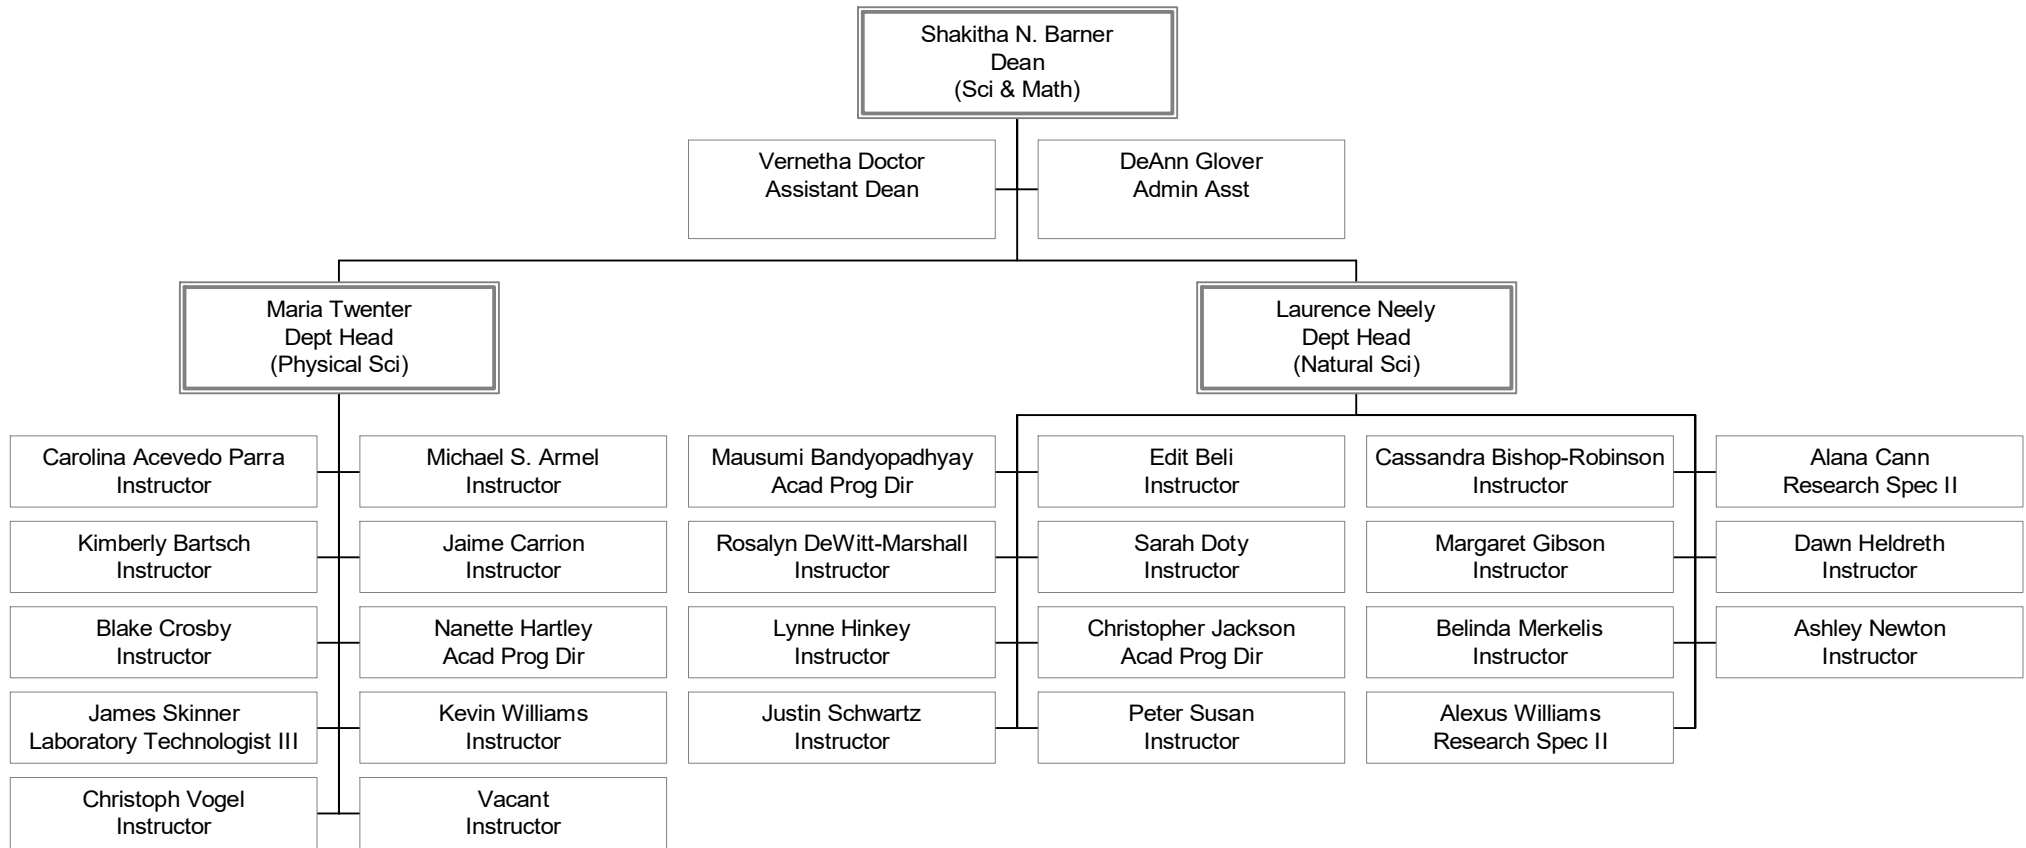 Shakitha N. Barner
Dean
(Sci & Math)
Vernetha Doctor
Assistant Dean
DeAnn Glover
Admin Asst
Maria Twenter
Dept Head
(Physical Sci)
Laurence Neely
Dept Head
(Natural Sci)
Carolina Acevedo Parra
Instructor
Michael S. Armel
Instructor
Mausumi Bandyopadhyay
Acad Prog Dir
Edit Beli
Instructor
Cassandra Bishop-Robinson
Instructor
Alana Cann
Research Spec II
Kimberly Bartsch
Instructor
Jaime Carrion
Instructor
Rosalyn DeWitt-Marshall
Instructor
Sarah Doty
Instructor
Margaret Gibson
Instructor
Dawn Heldreth
Instructor
Blake Crosby
Instructor
Nanette Hartley
Acad Prog Dir
Lynne Hinkey
Instructor
Christopher Jackson
Acad Prog Dir
Belinda Merkelis
Instructor
Ashley Newton
Instructor
James Skinner
Laboratory Technologist III
Kevin Williams
Instructor
Justin Schwartz
Instructor
Peter Susan
Instructor
Alexus Williams
Research Spec II
Christoph Vogel
Instructor
Vacant
Instructor